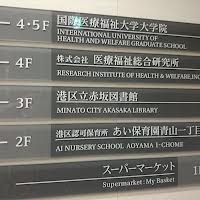 4・5F 国際医療福祉大学大学院
INTERNATIONAL UNIVERSITY OF
HEALTH AND WELFARE GRADUATE SCHOOL
4F 株式会社 医療福祉総合研究所
RESEARCH INSTITUTE OF HEALTH & WELFARE,INC
3F 港区立赤坂図書館
MINATO CITY AKASAKA LIBRARY
2F 港区認可保育所 あい保育園青山一丁目
AI NURSERY SCHOOL AOYAMA 1-CHOME
スーパーマーケット
Supermarket:My Basket